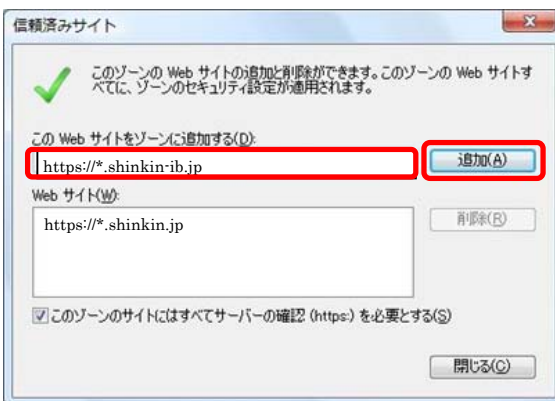 信頼済みサイト
このゾーンの Web サイトの追加と削除ができます。このゾーンの Web サイトす
べてに、ゾーンのセキュリティ設定が適用されます。
この Web サイトをゾーンに追加する(D):
https://*.shinkin-ib.jp
追加(A)
Web サイト(W):
https://*.shinkin.jp
削除(R)
このゾーンのサイトにはすべてサーバーの確認 (https:) を必要とする(S)
閉じる(C)